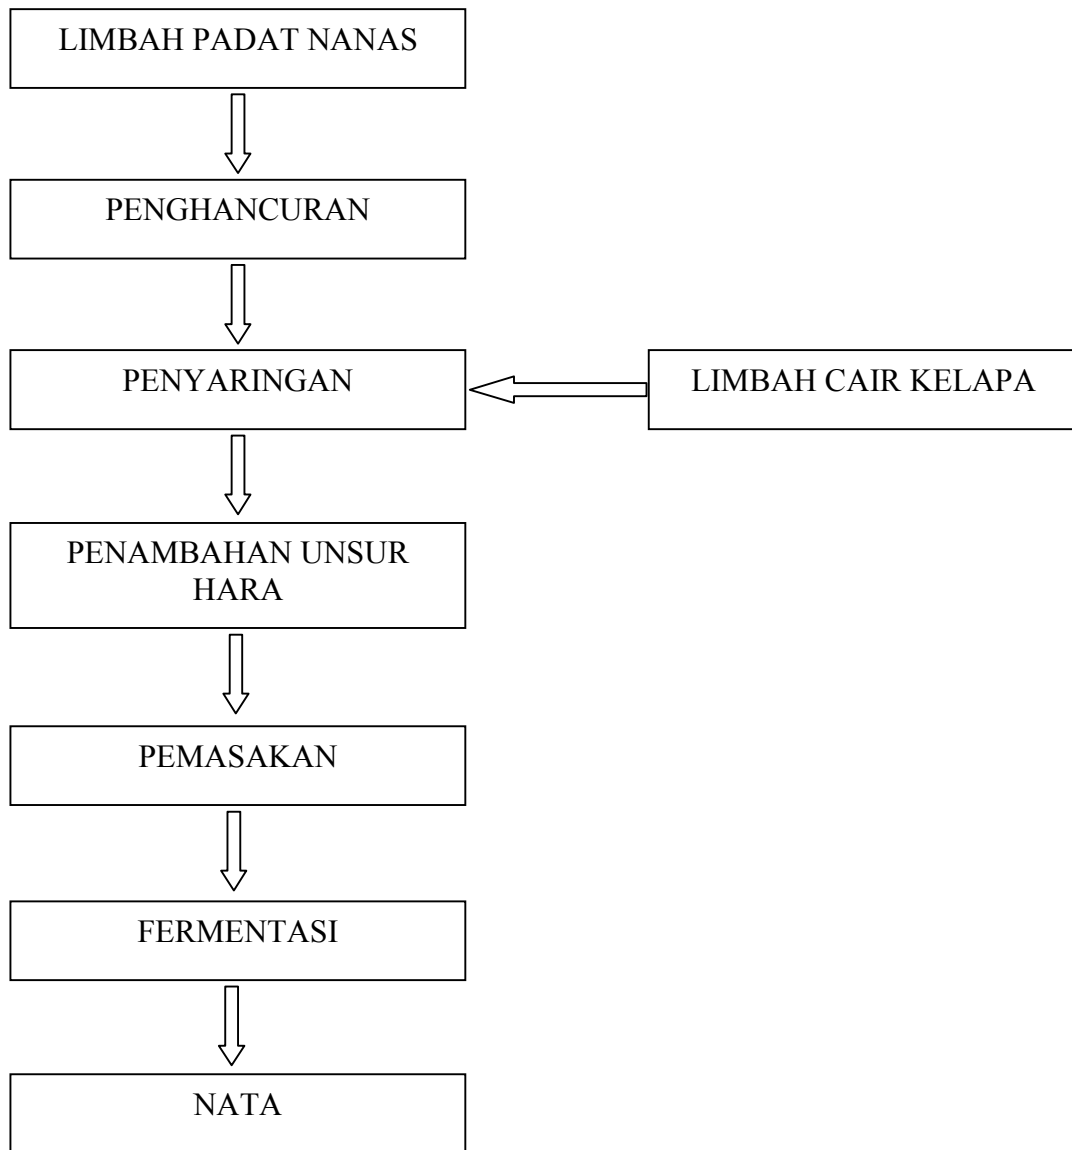 LIMBAH PADAT NANAS
PENGHANCURAN
PENYARINGAN
LIMBAH CAIR KELAPA
PENAMBAHAN UNSUR
HARA
PEMASAKAN
FERMENTASI
NATA